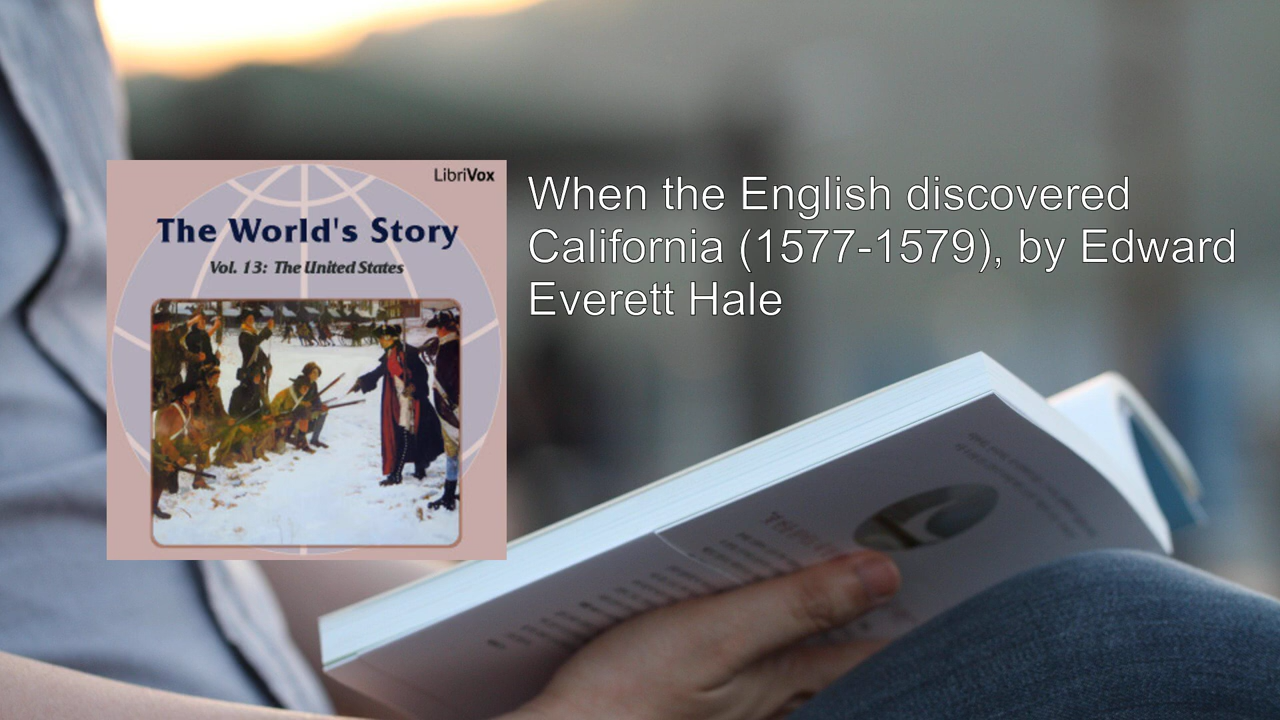 LibriVox
The World's Story
Vol. 13: The United States
When the English discovered
California (1577-1579), by Edward
Everett Hale